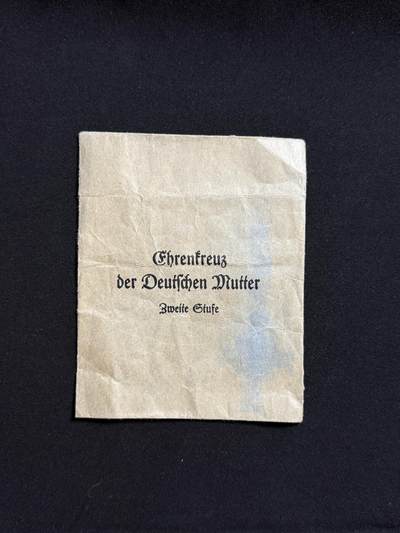 Ehrenkreuz
der Deutschen Mutter
Zweite Stufe